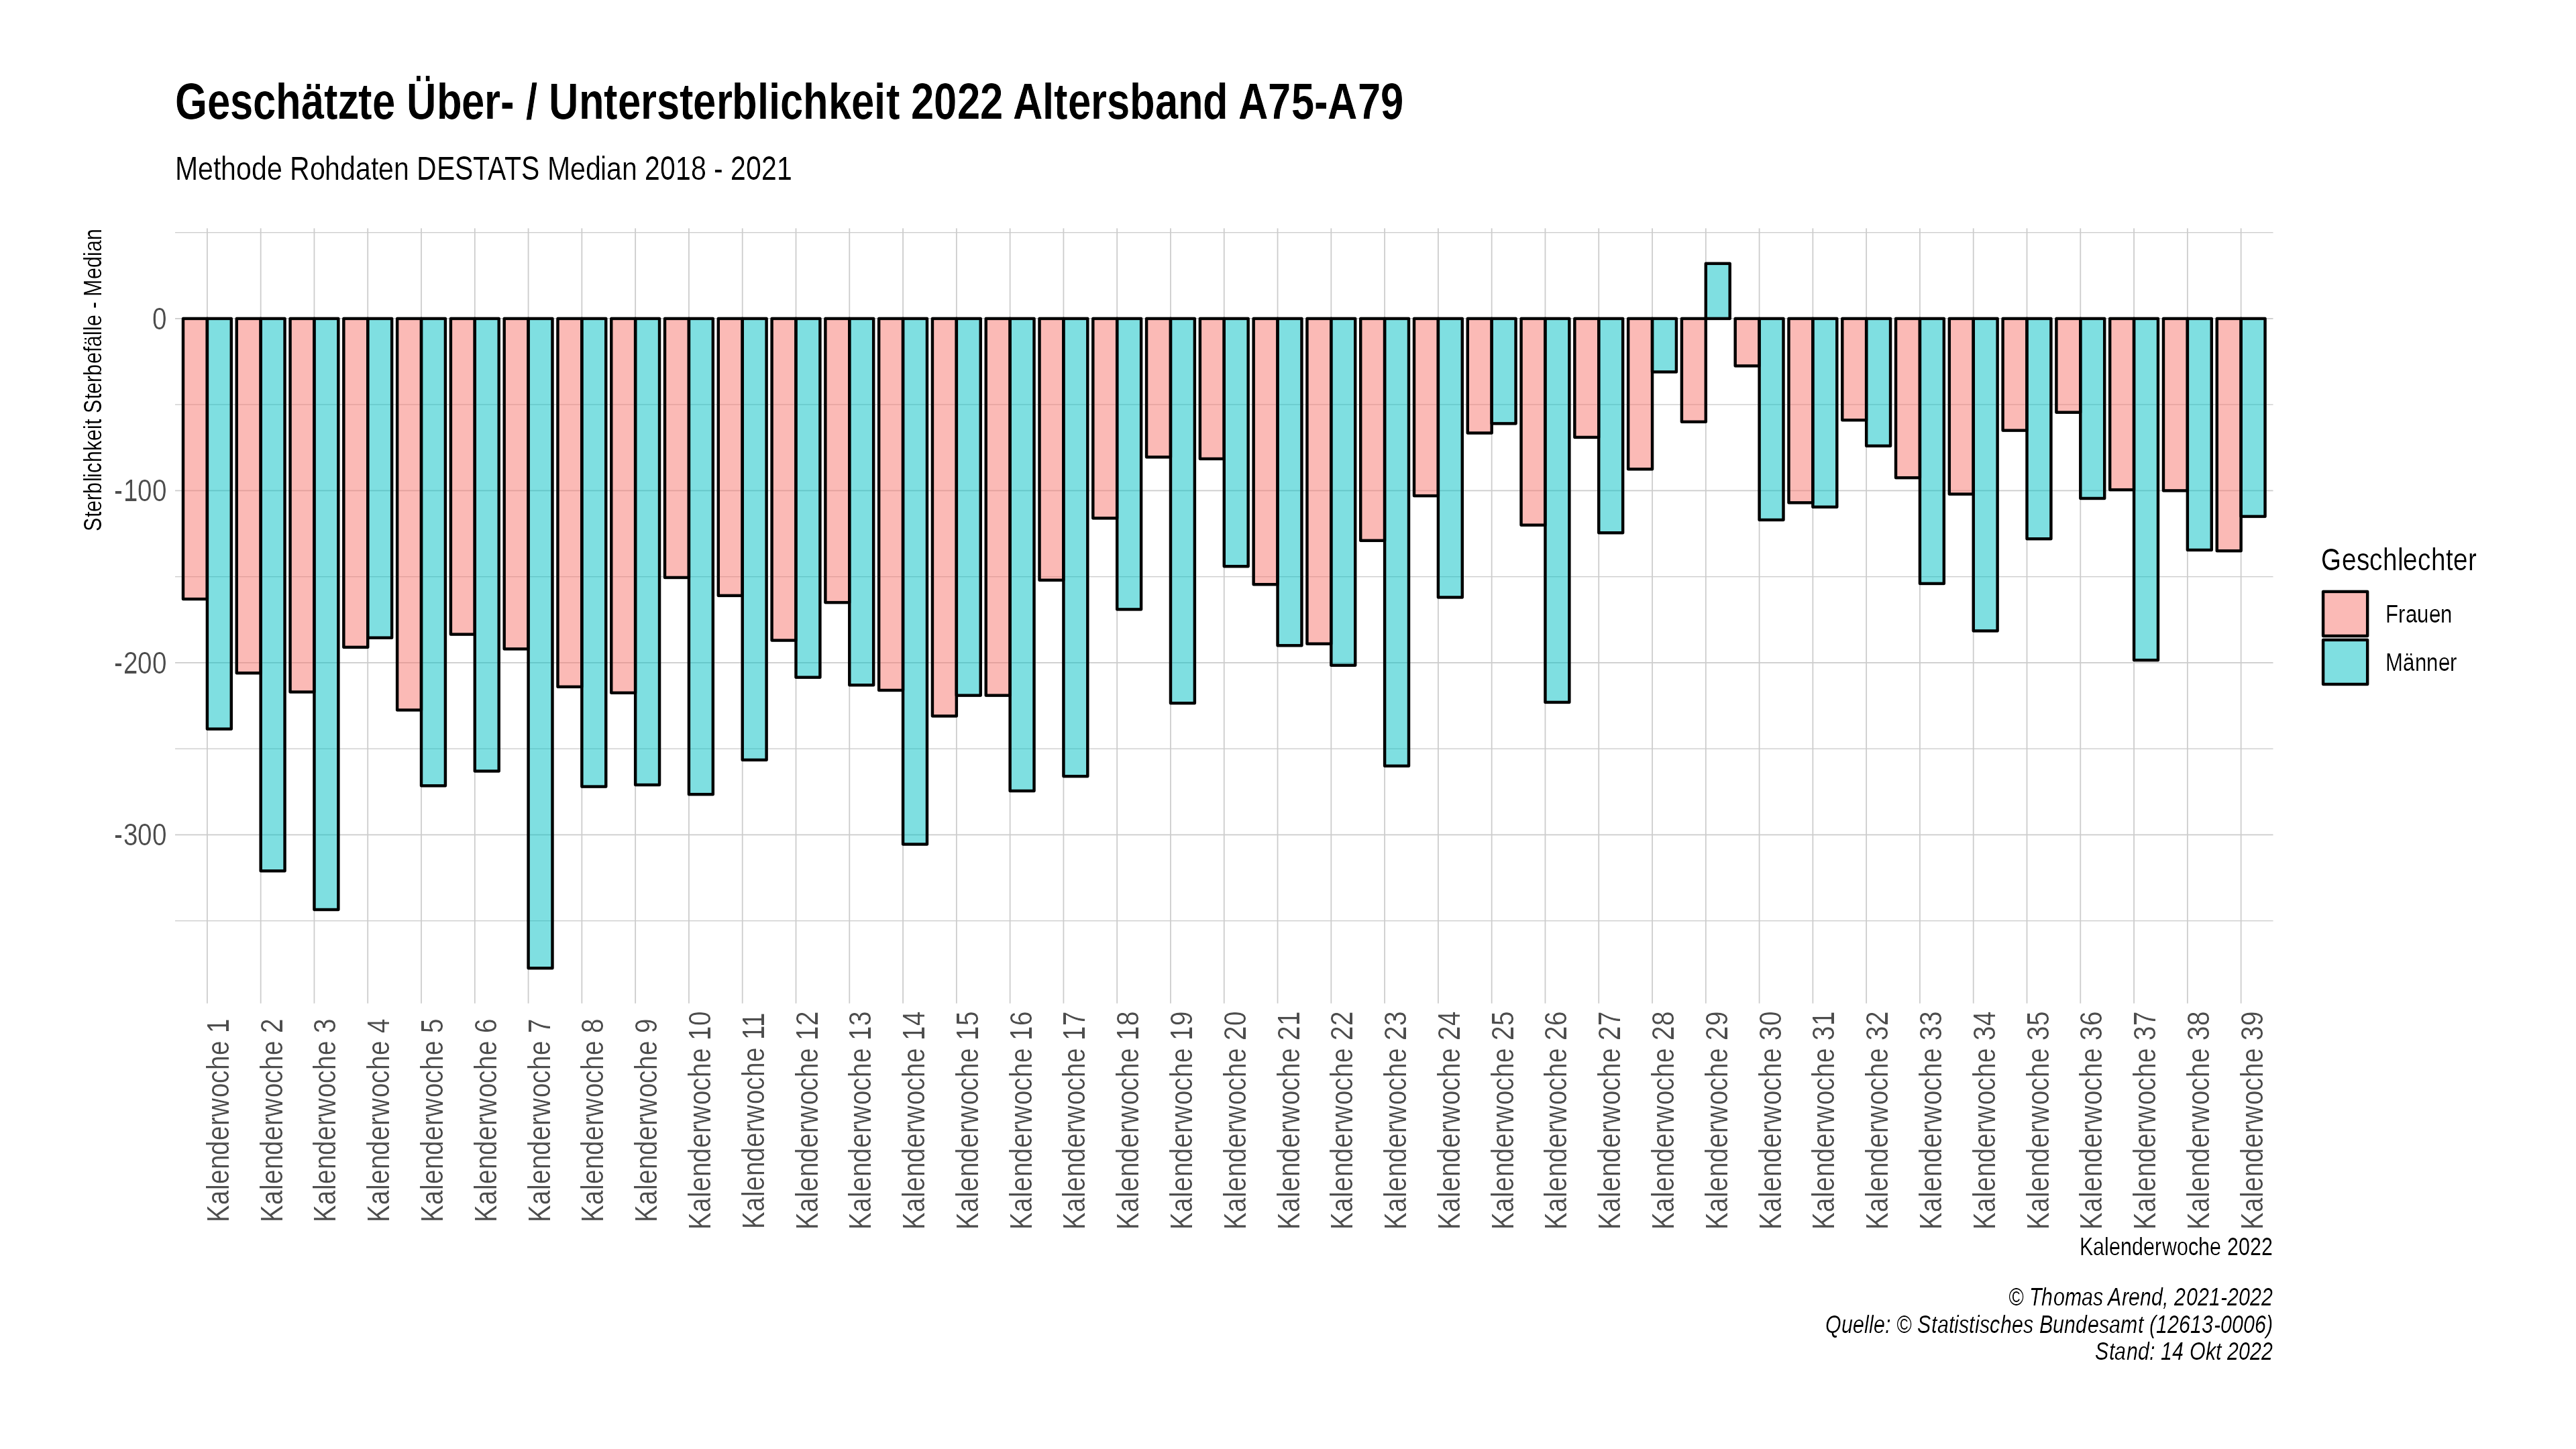 Geschätzte Über- / Untersterblichkeit 2022 Altersband A75-A79
Methode Rohdaten DESTATS Median 2018 - 2021
Sterblichkeit Sterbefälle - Median
0
-100
-200
-300
Geschlechter
Frauen
Männer
Kalenderwoche 1
Kalenderwoche 2
Kalenderwoche 3
Kalenderwoche 4
Kalenderwoche 5
Kalenderwoche 6
Kalenderwoche 7
Kalenderwoche 8
Kalenderwoche 9
Kalenderwoche 10
Kalenderwoche 11
Kalenderwoche 12
Kalenderwoche 13
Kalenderwoche 14
Kalenderwoche 15
Kalenderwoche 16
Kalenderwoche 17
Kalenderwoche 18
Kalenderwoche 19
Kalenderwoche 20
Kalenderwoche 21
Kalenderwoche 22
Kalenderwoche 23
Kalenderwoche 24
Kalenderwoche 25
Kalenderwoche 26
Kalenderwoche 27
Kalenderwoche 28
Kalenderwoche 29
Kalenderwoche 30
Kalenderwoche 31
Kalenderwoche 32
Kalenderwoche 33
Kalenderwoche 34
Kalenderwoche 35
Kalenderwoche 36
Kalenderwoche 37
Kalenderwoche 38
Kalenderwoche 39
Kalenderwoche 2022
© Thomas Arend, 2021-2022
Quelle: © Statistisches Bundesamt (12613-0006)
Stand: 14 Okt 2022